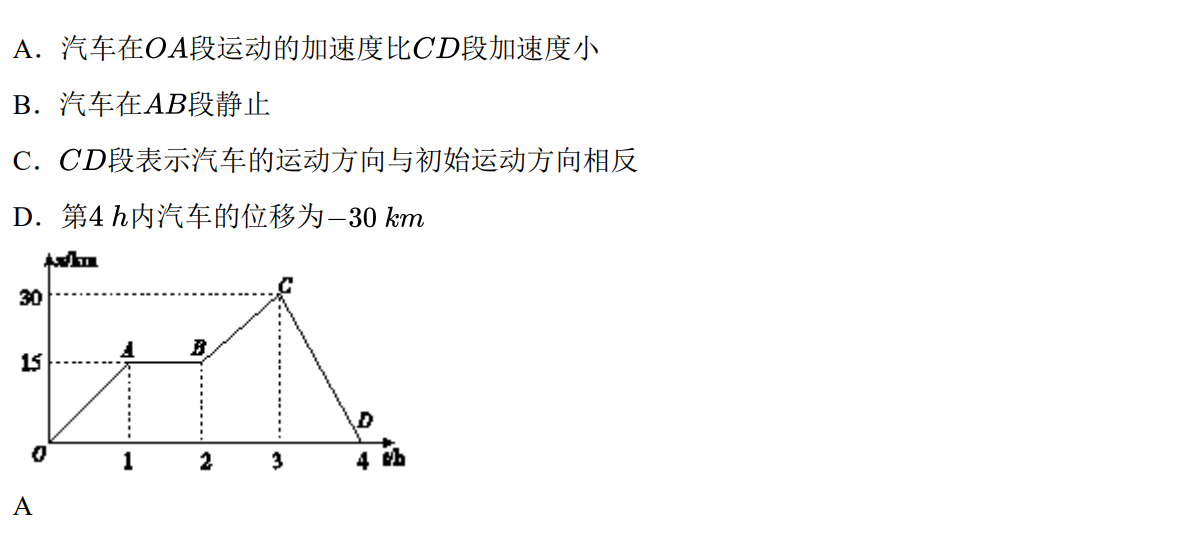 A．汽车在OA段运动的加速度比CD段加速度小
B．汽车在AB段静止
C．CD段表示汽车的运动方向与初始运动方向相反
D．第4 h内汽车的位移为−30 km
x/km
30
C
15
A
B
D
O
1
2
3
4
t/h
A